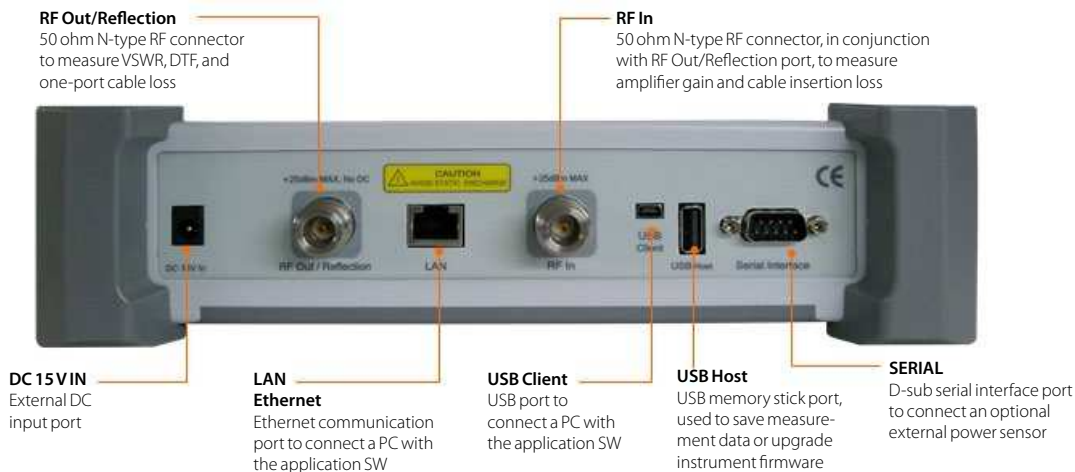 RF Out/Reflection
50 ohm N-type RF connector
to measure VSWR, DTF, and
one-port cable loss
RF In
50 ohm N-type RF connector, in conjunction
with RF Out/Reflection port, to measure
amplifier gain and cable insertion loss
+25dBm MAX, No DC
CAUTION
AVOID STATIC DISCHARGE
MAX
CE
DC 15V In
RF Out / Reflection
LAN
RF In
USB
Client
USB Host
Serial Interface
DC 15 V IN
External DC
input port
LAN
Ethernet
Ethernet communication
port to connect a PC with
the application SW
USB Client
USB port to
connect a PC with
the application SW
USB Host
USB memory stick port,
used to save measure-
ment data or upgrade
instrument firmware
SERIAL
D-sub serial interface port
to connect an optional
external power sensor